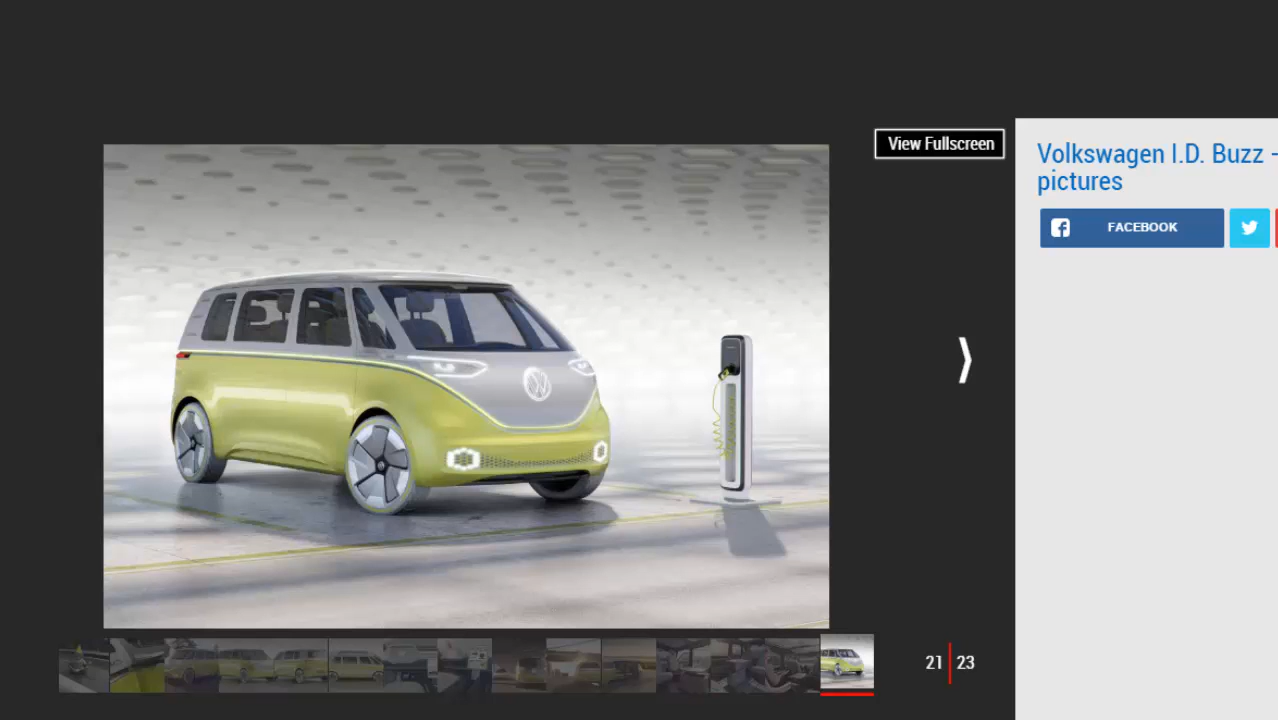 View Fullscreen
Volkswagen I.D. Buzz -
pictures
FACEBOOK
21 23